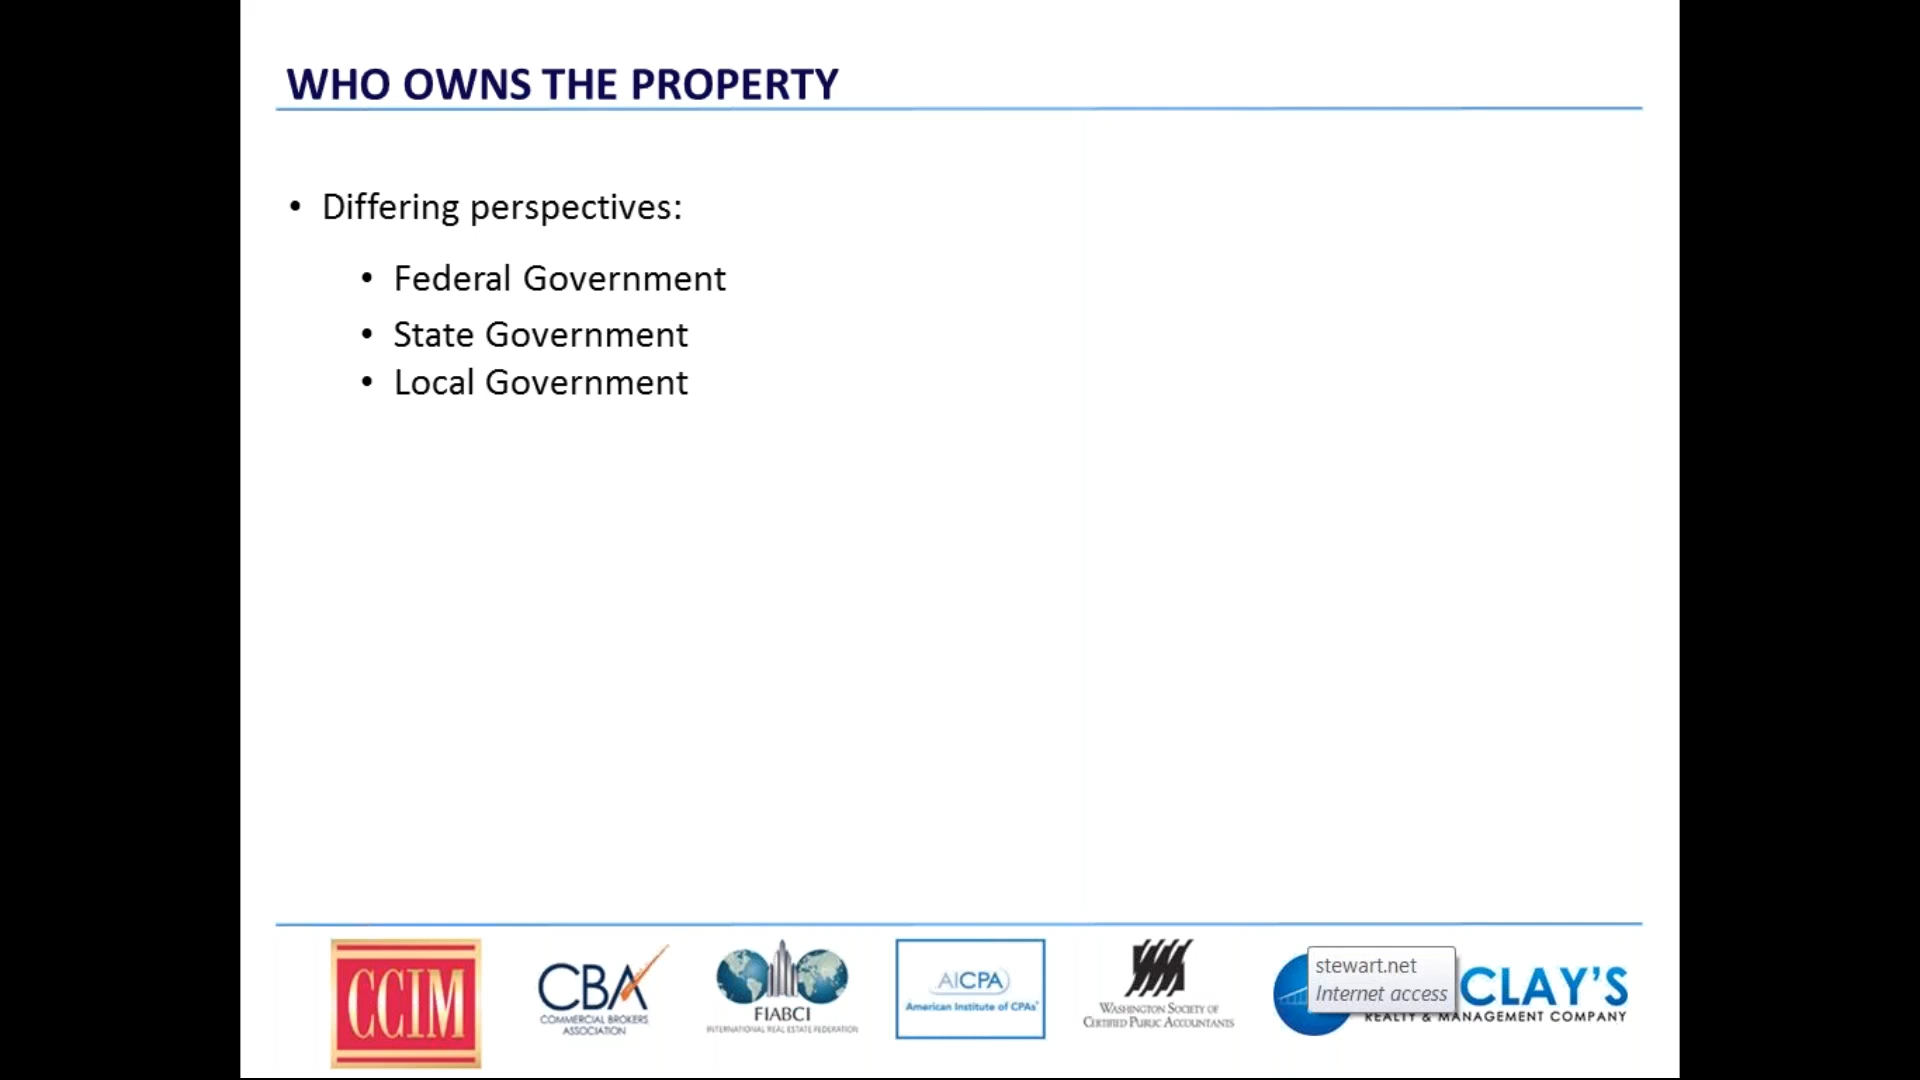 WHO OWNS THE PROPERTY
• Differing perspectives:
• Federal Government
• State Government
• Local Government
CCIM
CBA
COMMERCIAL BROKERS
ASSOCIATION
FIABCI
INTERNATIONAL REAL ESTATE FEDERATION
AICPA
American Institute of CPAs
WASHINGTON SOCIETY OF
CERTIFIED PUBLIC ACCOUNTANTS
stewart.net
Internet access
CLAY'S
REALTY & MANAGEMENT COMPANY